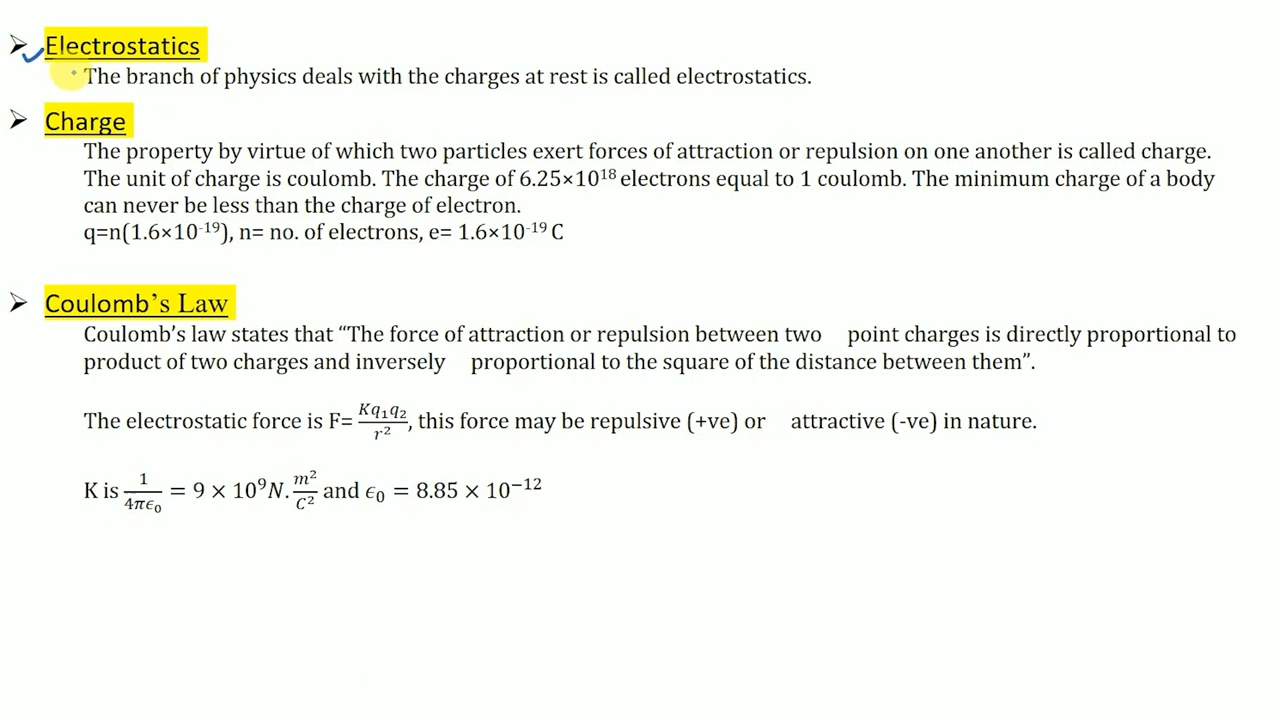 ➢ Electrostatics
The branch of physics deals with the charges at rest is called electrostatics.
➢ Charge
The property by virtue of which two particles exert forces of attraction or repulsion on one another is called charge.
The unit of charge is coulomb. The charge of 6.25×10¹⁸ electrons equal to 1 coulomb. The minimum charge of a body
can never be less than the charge of electron.
q=n(1.6×10⁻¹⁹), n= no. of electrons, e= 1.6×10⁻¹⁹ C
➢ Coulomb's Law
Coulomb's law states that “The force of attraction or repulsion between two point charges is directly proportional to
product of two charges and inversely proportional to the square of the distance between them”.
The electrostatic force is F= Kq₁q₂/r², this force may be repulsive (+ve) or attractive (-ve) in nature.
K is 1/4πϵ₀ = 9 × 10⁹N.m²/C² and ϵ₀ = 8.85 × 10⁻¹²